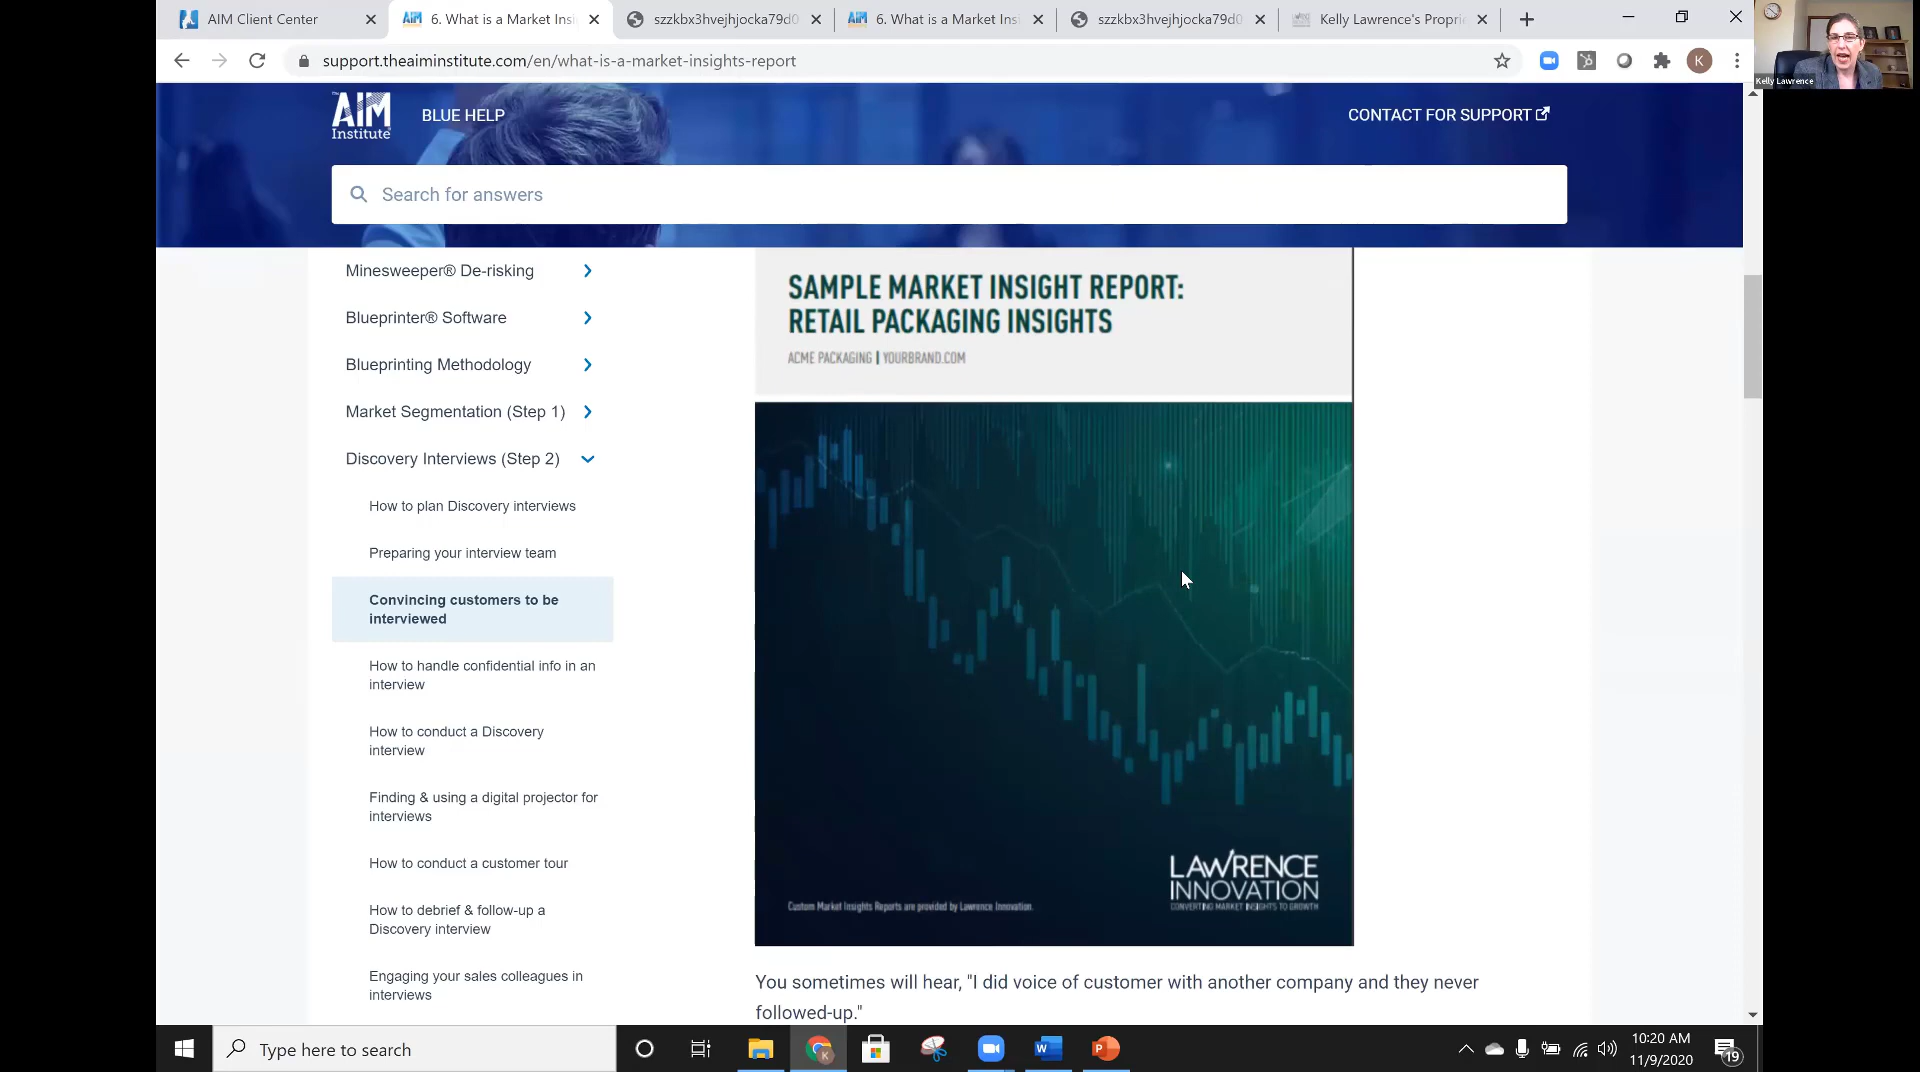 AIM Client Center
6. What is a Market Insi
szzkbx3hvejhjocka79d0
6. What is a Market Ins
szzkbx3hvejhjocka79d0
Kelly Lawrence's Propri
support.theaiminstitute.com/en/what-is-a-market-insights-report
K
Kelly Lawrence
The
AIM
Institute
BLUE HELP
CONTACT FOR SUPPORT
Search for answers
Minesweeper® De-risking
Blueprinter® Software
Blueprinting Methodology
Market Segmentation (Step 1)
Discovery Interviews (Step 2)
How to plan Discovery interviews
Preparing your interview team
Convincing customers to be
interviewed
How to handle confidential info in an
interview
How to conduct a Discovery
interview
Finding & using a digital projector for
interviews
How to conduct a customer tour
How to debrief & follow-up a
Discovery interview
Engaging your sales colleagues in
interviews
SAMPLE MARKET INSIGHT REPORT:
RETAIL PACKAGING INSIGHTS
ACME PACKAGING | YOURBRAND.COM
LAWRENCE
INNOVATION
CONVERTING MARKET INSIGHTS TO GROWTH
Custom Market Insights Reports are provided by Lawrence Innovation.
You sometimes will hear, "I did voice of customer with another company and they never
followed-up."
Type here to search
10:20 AM
11/9/2020
19